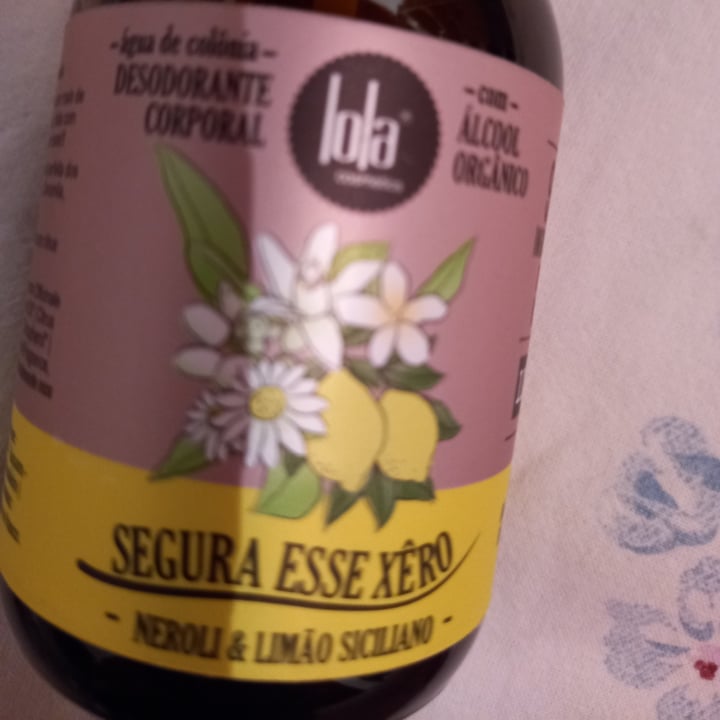 -água de colônia-
DESODORANTE
CORPORAL
lola
cosmetics
-com-
ÁLCOOL
ORGÂNICO
SEGURA ESSE XÊRO
- NEROLI & LIMÃO SICILIANO -